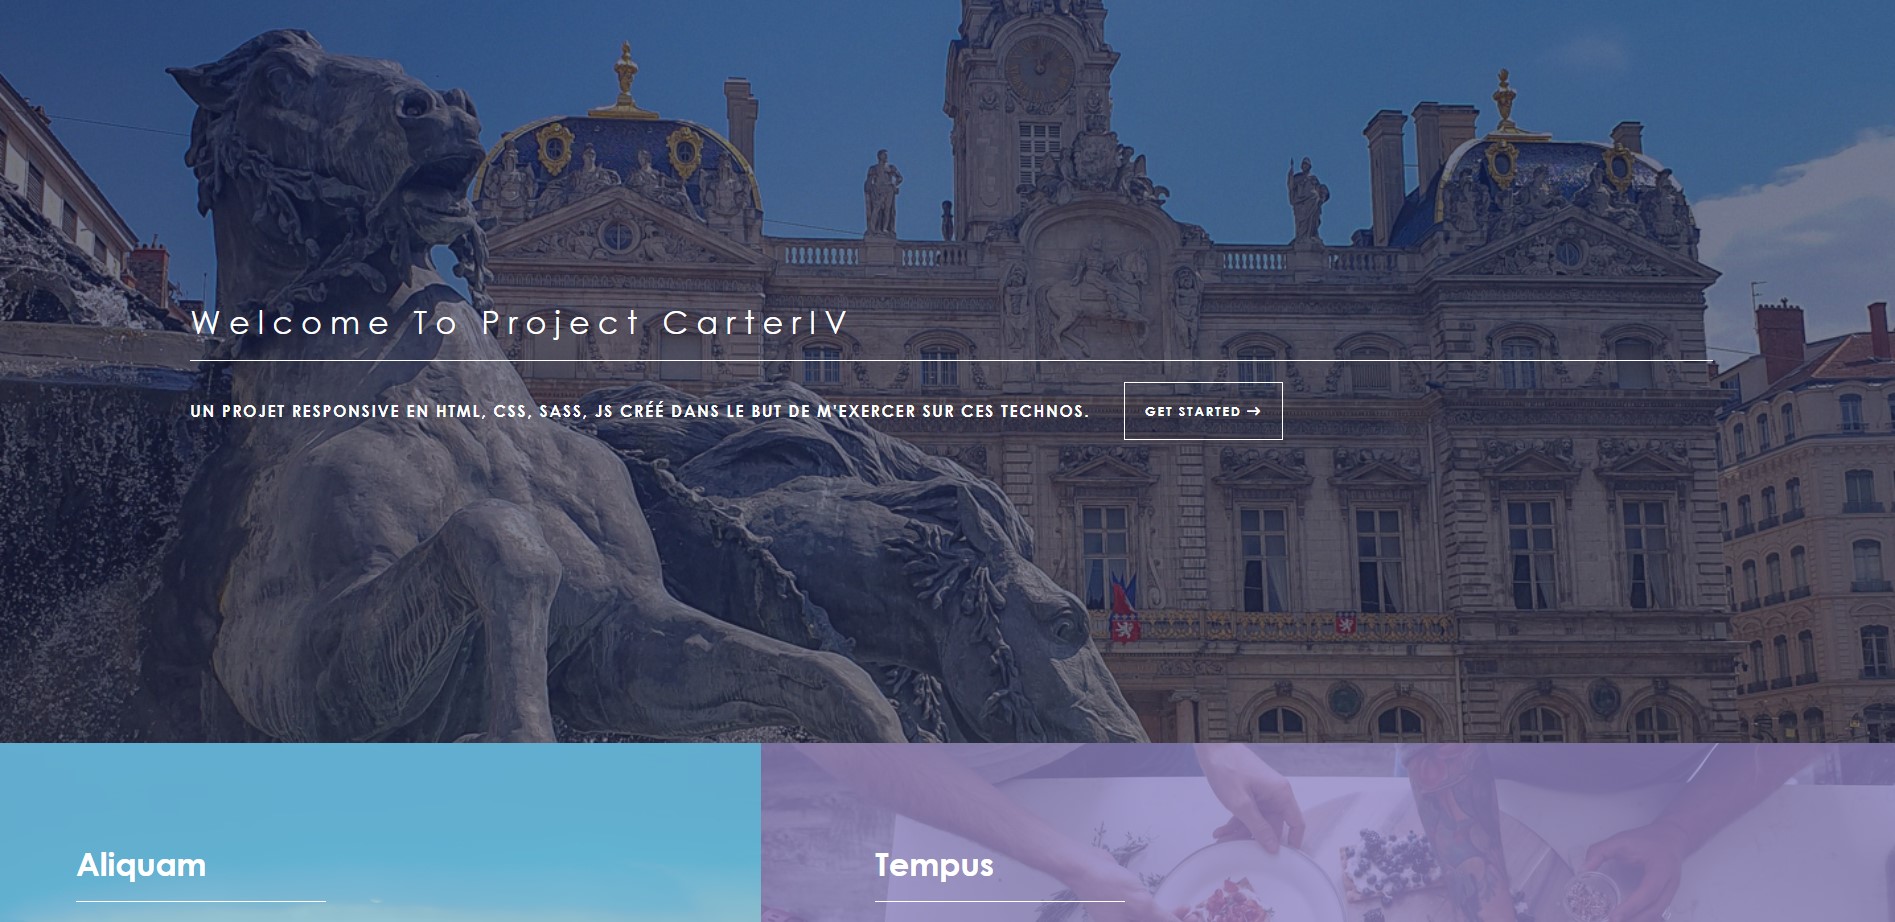 Welcome To Project CarterIV
UN PROJET RESPONSIVE EN HTML, CSS, SASS, JS CRÉÉ DANS LE BUT DE M'EXERCER SUR CES TECHNOS.
GET STARTED →
Aliquam
Tempus